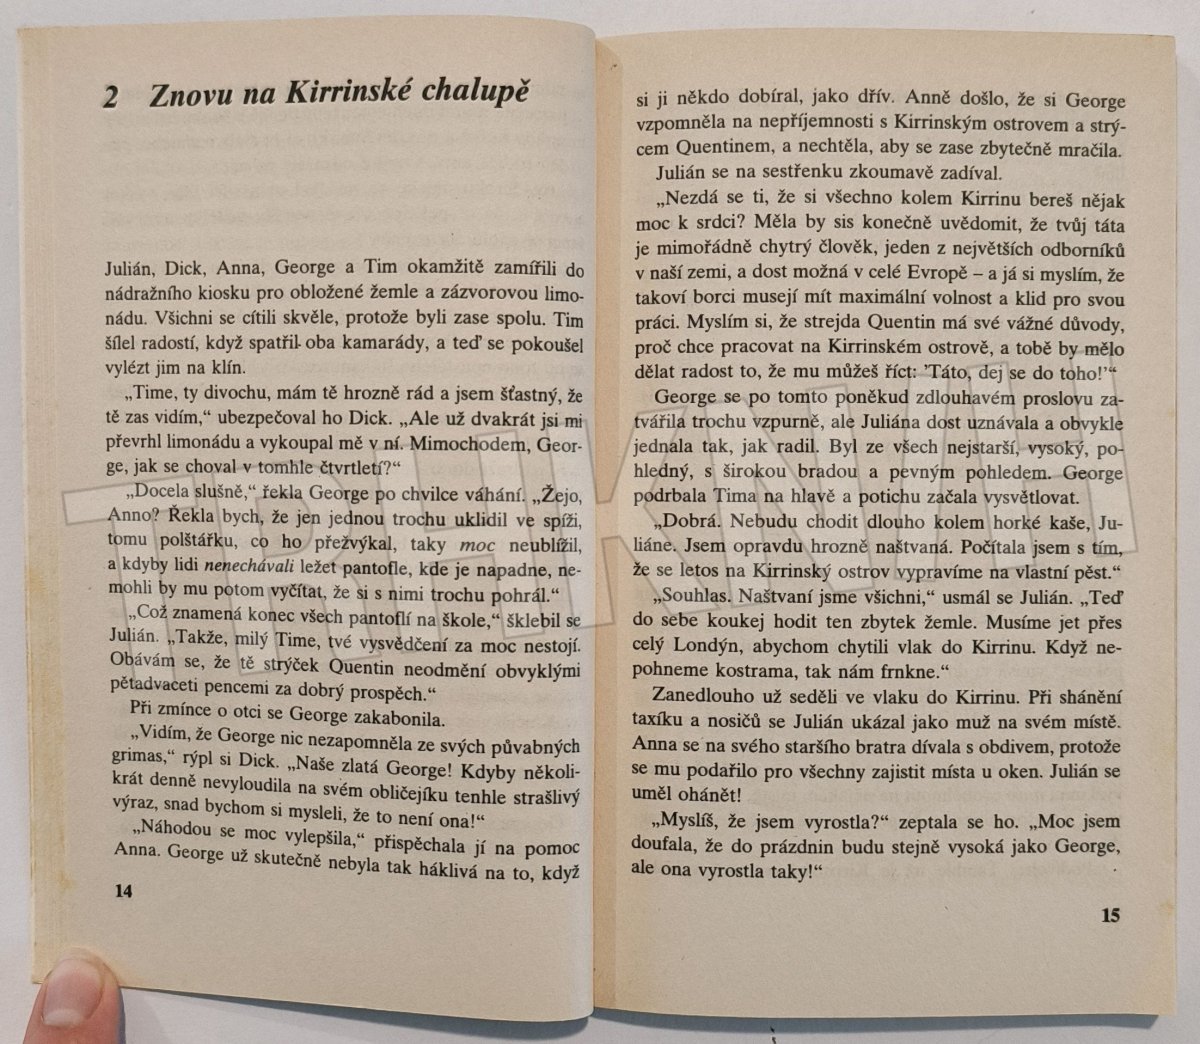 2 Znovu na Kirrinské chalupě
Julián, Dick, Anna, George a Tim okamžitě zamířili do
nádražního kiosku pro obložené žemle a zázvorovou limo-
nádu. Všichni se cítili skvěle, protože byli zase spolu. Tim
šílel radostí, když spatřil oba kamarády, a teď se pokoušel
vylézt jim na klín.
„Time, ty divochu, mám tě hrozně rád a jsem šťastný, že
tě zas vidím,“ ubezpečoval ho Dick. „Ale už dvakrát jsi mi
převrhl limonádu a vykoupal mě v ní. Mimochodem, Geor-
ge, jak se choval v tomhle čtvrtletí?“
„Docela slušně,“ řekla George po chvilce váhání. „Žejo,
Anno? Řekla bych, že jen jednou trochu uklidil ve spíži,
tomu polštářku, co ho přežvýkal, taky moc neublížil,
a kdyby lidi nenechávali ležet pantofle, kde je napadne, ne-
mohli by mu potom vyčítat, že si s nimi trochu pohrál.“
„Což znamená konec všech pantoflí na škole,“ šklebil se
Julián. „Takže, milý Time, tvé vysvědčení za moc nestojí.
Obávám se, že tě strýček Quentin neodmění obvyklými
pětadvaceti pencemi za dobrý prospěch.“
Při zmínce o otci se George zakabonila.
„Vidím, že George nic nezapomněla ze svých půvabných
grimas,“ rýpl si Dick. „Naše zlatá George! Kdyby několi-
krát denně nevyloudila na svém obličejíku tenhle strašlivý
výraz, snad bychom si mysleli, že to není ona!“
„Náhodou se moc vylepšila,“ přispěchala jí na pomoc
Anna. George už skutečně nebyla tak háklivá na to, když
14
si ji někdo dobíral, jako dřív. Anně došlo, že si George
vzpomněla na nepříjemnosti s Kirrinským ostrovem a strý-
cem Quentinem, a nechtěla, aby se zase zbytečně mračila.
Julián se na sestřenku zkoumavě zadíval.
„Nezdá se ti, že si všechno kolem Kirrinu bereš nějak
moc k srdci? Měla by sis konečně uvědomit, že tvůj táta
je mimořádně chytrý člověk, jeden z největších odborníků
v naší zemi, a dost možná v celé Evropě – a já si myslím, že
takoví borci musejí mít maximální volnost a klid pro svou
práci. Myslím si, že strejda Quentin má své vážné důvody,
proč chce pracovat na Kirrinském ostrově, a tobě by mělo
dělat radost to, že mu můžeš říct: 'Táto, dej se do toho!'“
George se po tomto poněkud zdlouhavém proslovu za-
tvářila trochu vzpurně, ale Juliána dost uznávala a obvykle
jednala tak, jak radil. Byl ze všech nejstarší, vysoký, po-
hledný, s širokou bradou a pevným pohledem. George
podrbala Tima na hlavě a potichu začala vysvětlovat.
„Dobrá. Nebudu chodit dlouho kolem horké kaše, Ju-
liáne. Jsem opravdu hrozně naštvaná. Počítala jsem s tím,
že se letos na Kirrinský ostrov vypravíme na vlastní pěst.“
„Souhlas. Naštvaní jsme všichni,“ usmál se Julián. „Teď
do sebe koukej hodit ten zbytek žemle. Musíme jet přes
celý Londýn, abychom chytili vlak do Kirrinu. Když ne-
pohneme kostrama, tak nám frnkne.“
Zanedlouho už seděli ve vlaku do Kirrinu. Při shánění
taxíku a nosičů se Julián ukázal jako muž na svém místě.
Anna se na svého staršího bratra dívala s obdivem, protože
se mu podařilo pro všechny zajistit místa u oken. Julián se
uměl ohánět!
„Myslíš, že jsem vyrostla?“ zeptala se ho. „Moc jsem
doufala, že do prázdnin budu stejně vysoká jako George,
ale ona vyrostla taky!“
15